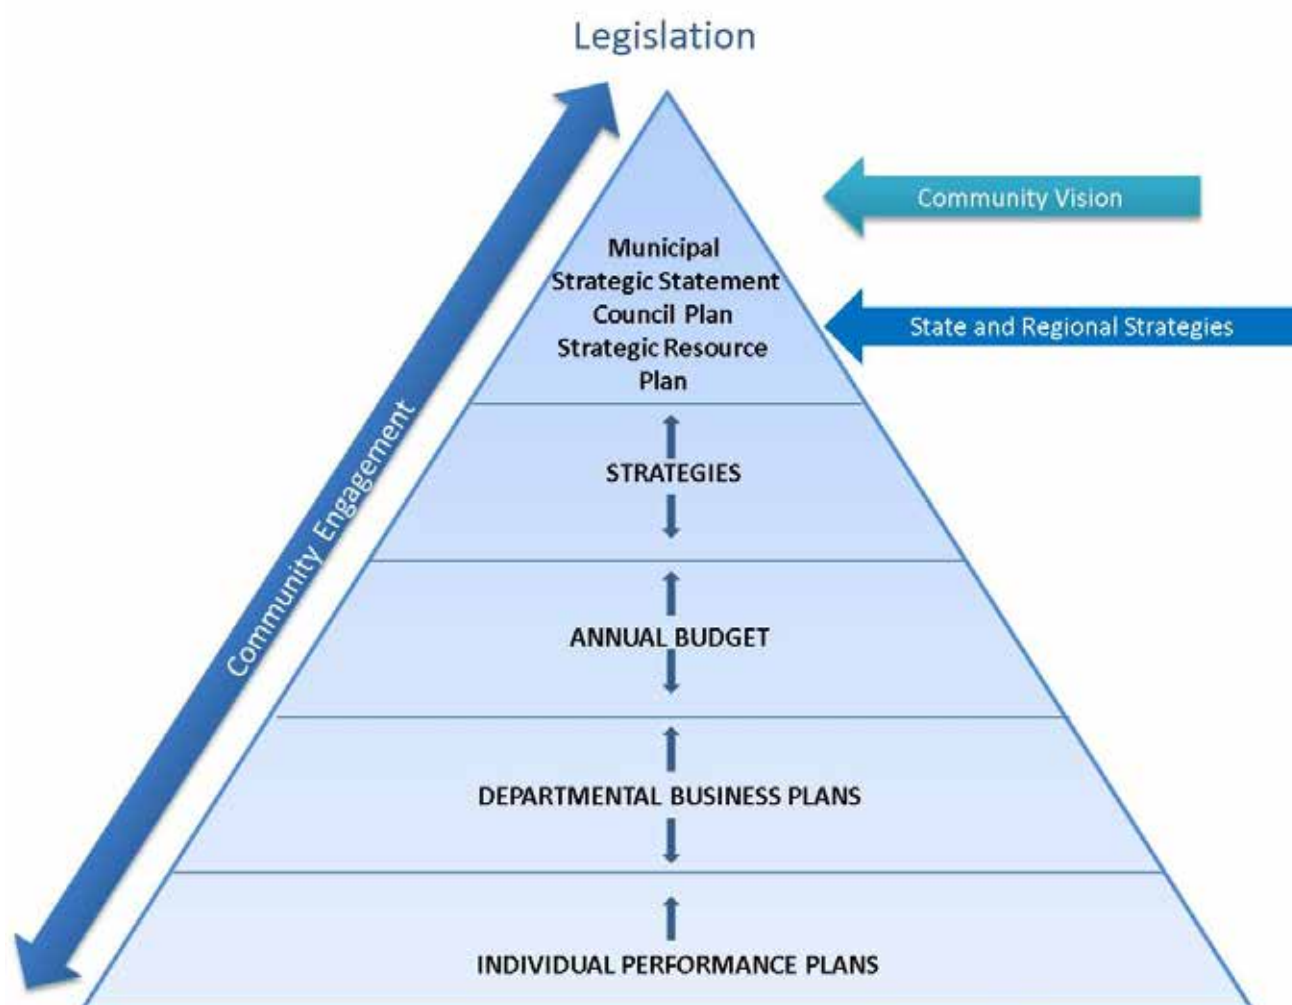 Legislation
Community Vision
Municipal
Strategic Statement
Council Plan
Strategic Resource
Plan
State and Regional Strategies
Community Engagement
STRATEGIES
ANNUAL BUDGET
DEPARTMENTAL BUSINESS PLANS
INDIVIDUAL PERFORMANCE PLANS